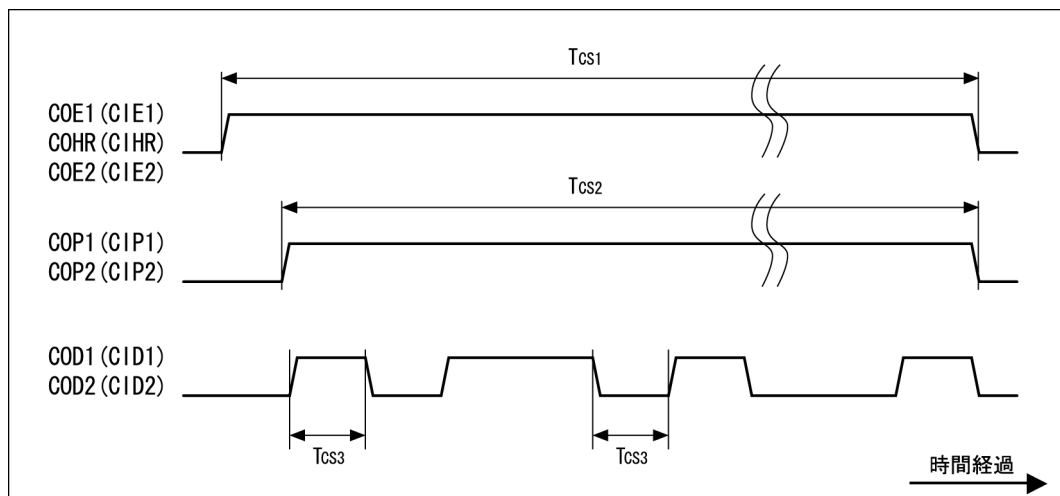 TCS1
COE1(CIE1)
COHR(CIHR)
COE2(CIE2)
TCS2
COP1(CIP1)
COP2(CIP2)
COD1(CID1)
COD2(CID2)
TCS3
TCS3
時間経過